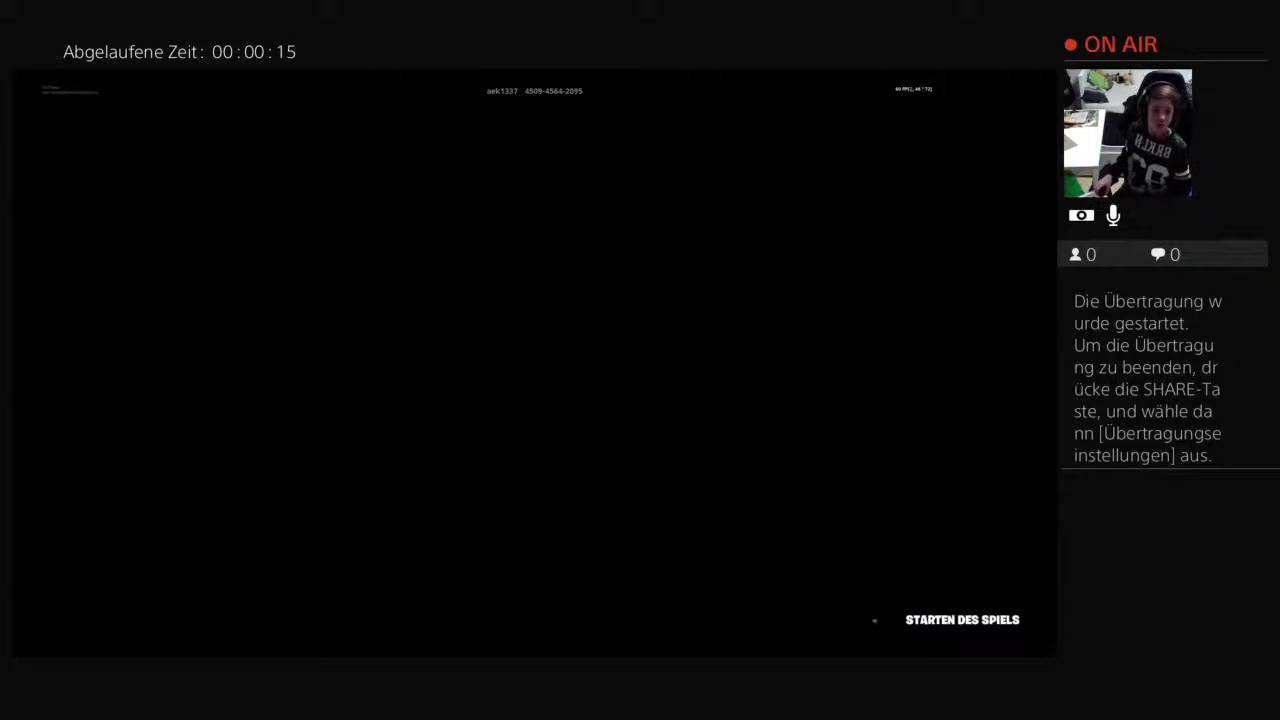 Abgelaufene Zeit: 00:00:15
ON AIR
aek1337 4509-4564-2095
0 0
Die Übertragung w
urde gestartet.
Um die Übertragu
ng zu beenden, dr
ücke die SHARE-Ta
ste, und wähle da
nn [Übertragungse
instellungen] aus.
STARTEN DES SPIELS